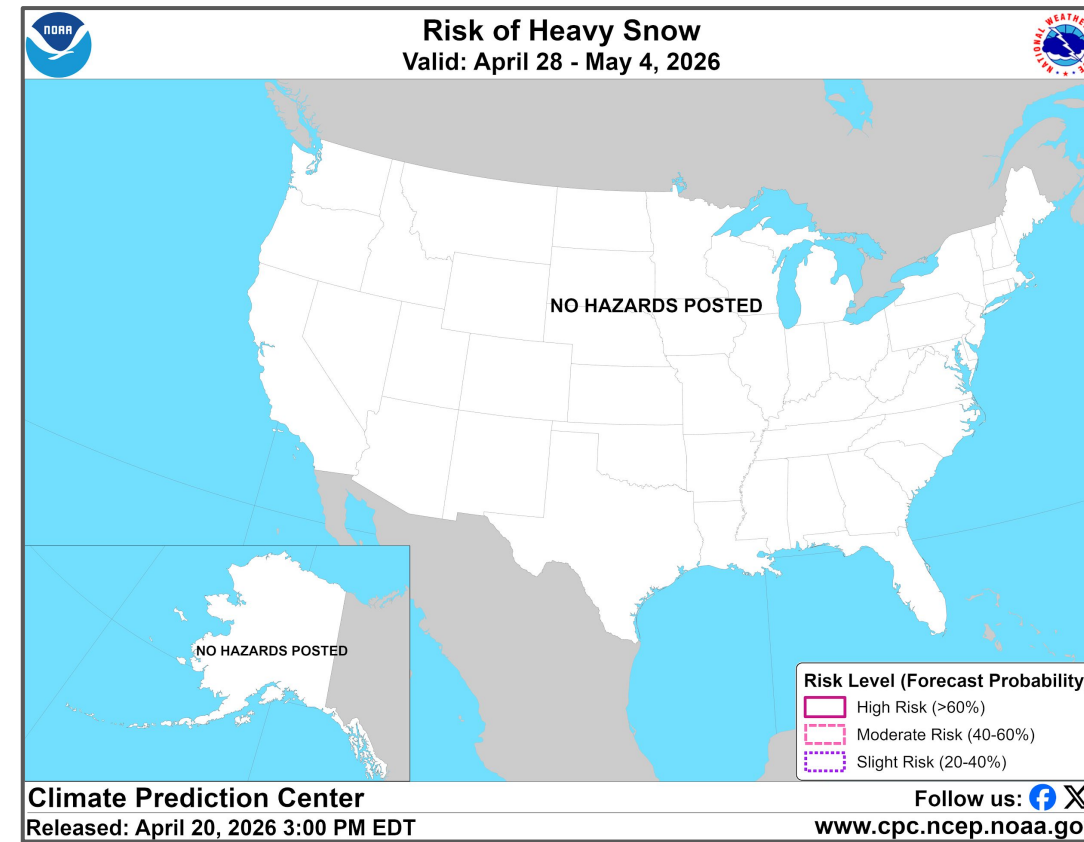 NOAA
Risk of Heavy Snow
Valid: April 28 - May 4, 2026
NO HAZARDS POSTED
NO HAZARDS POSTED
Risk Level (Forecast Probability
High Risk (>60%)
Moderate Risk (40-60%)
Slight Risk (20-40%)
Climate Prediction Center
Follow us:
Released: April 20, 2026 3:00 PM EDT
www.cpc.ncep.noaa.go